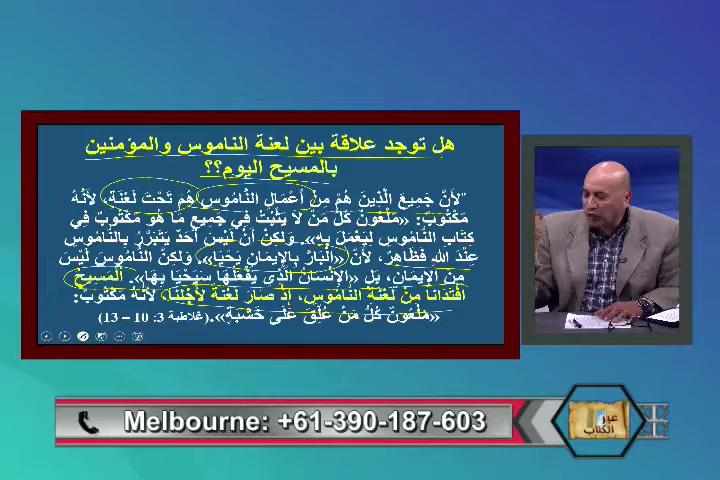 هل توجد علاقة بين لعنة الناموس والمؤمنين
بالمسيح اليوم؟؟
"لأَنَّ جَمِيعَ الَّذِينَ هُمْ مِنْ أَعْمَالِ النَّامُوسِ هُمْ تَحْتَ لَعْنَةٍ، لأَنَّهُ
مَكْتُوبٌ: «مَلْعُونٌ كُلُّ مَنْ لاَ يَثْبُتُ فِي جَمِيعِ مَا هُوَ مَكْتُوبٌ فِي
كِتَابِ النَّامُوسِ لِيَعْمَلَ بِهِ». وَلكِنْ أَنْ لَيْسَ أَحَدٌ يَتَبَرَّرُ بِالنَّامُوسِ
عِنْدَ اللهِ فَظَاهِرٌ، لأَنَّ «الْبَارَّ بِالإِيمَانِ يَحْيَا». وَلكِنَّ النَّامُوسَ لَيْسَ
مِنَ الإِيمَانِ، بَلِ «الإِنْسَانُ الَّذِي يَفْعَلُهَا سَيَحْيَا بِهَا». اَلْمَسِيحُ
افْتَدَانَا مِنْ لَعْنَةِ النَّامُوسِ، إِذْ صَارَ لَعْنَةً لأَجْلِنَا، لأَنَّهُ مَكْتُوبٌ:
«مَلْعُونٌ كُلُّ مَنْ عُلِّقَ عَلَى خَشَبَةٍ».(غلاطية 3: 10 – 13)
Melbourne: +61-390-187-603
عبر
الكتاب